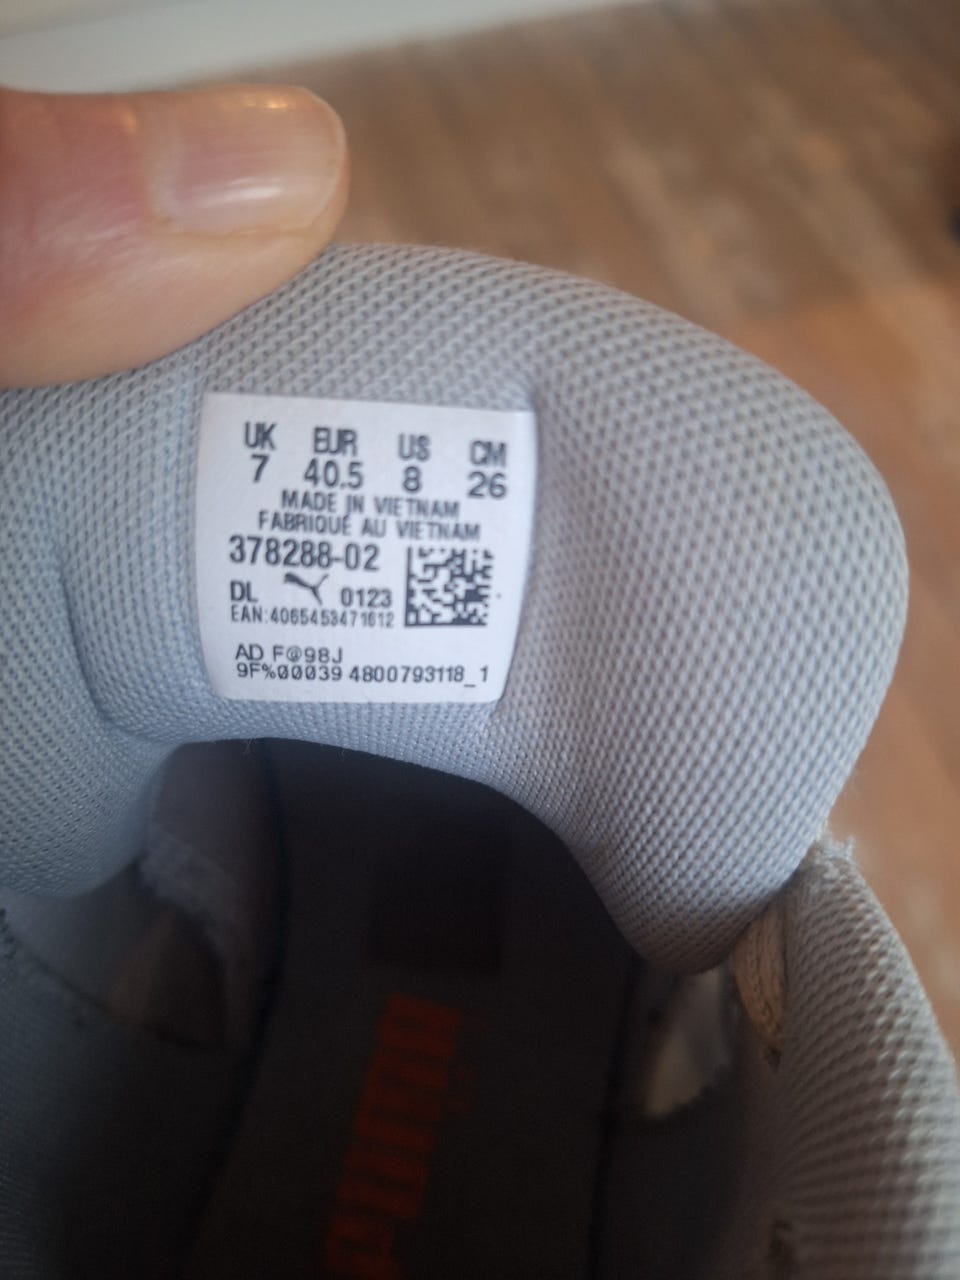 UK EUR US CM
7 40.5 8 26
MADE IN VIETNAM
FABRIQUÉ AU VIETNAM
378288-02
DL 0123
EAN:4065453471612
AD F@98J
9F%00039 4800793118_1